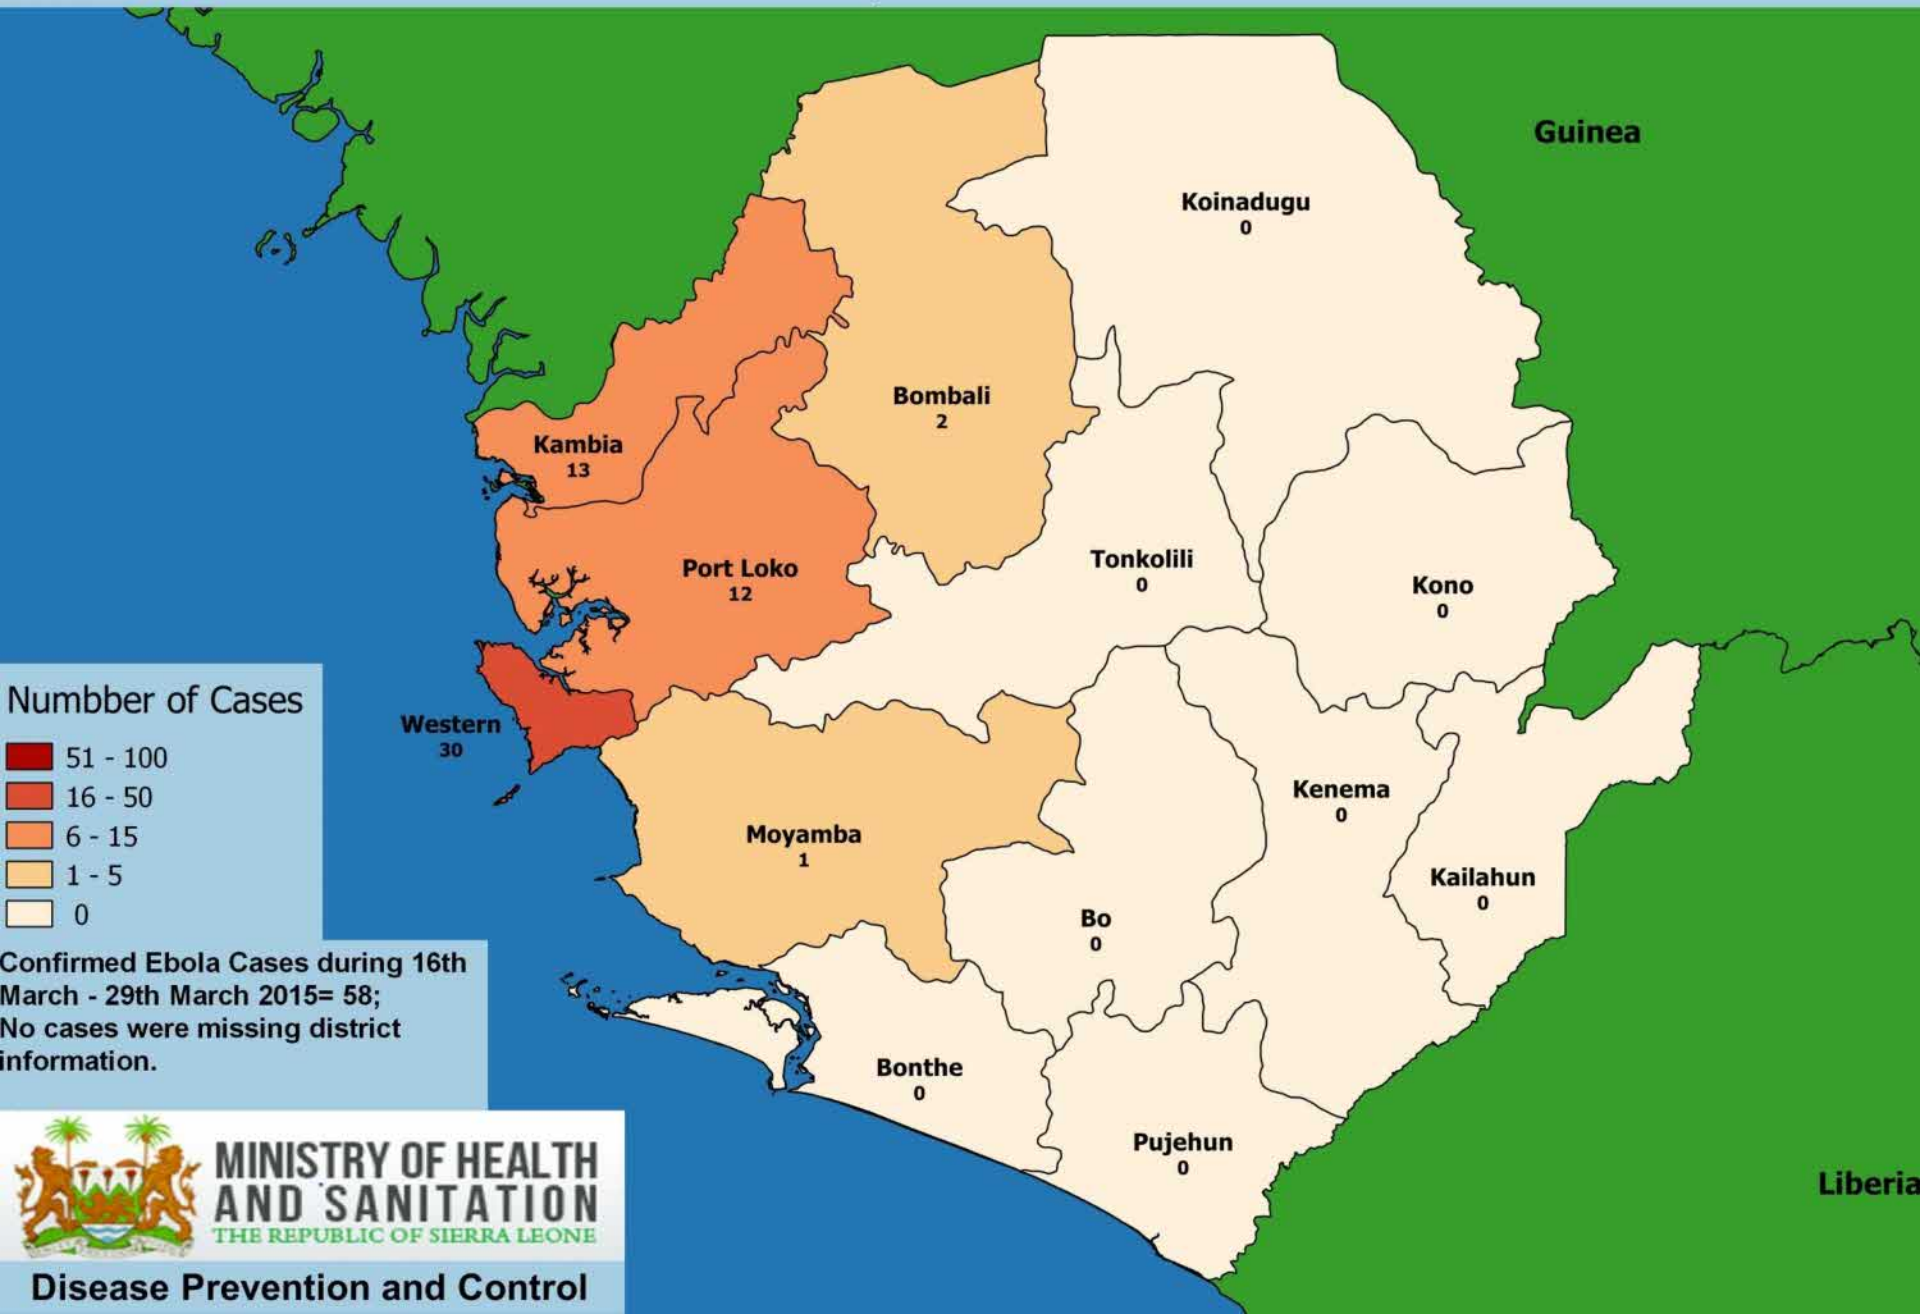 Guinea
Koinadugu
0
Bombali
2
Kambia
13
Port Loko
12
Tonkolili
0
Kono
0
Western
30
Moyamba
1
Kenema
0
Kailahun
0
Bo
0
Bonthe
0
Pujehun
0
Liberia
Numbber of Cases
51 - 100
16 - 50
6 - 15
1 - 5
0
Confirmed Ebola Cases during 16th
March - 29th March 2015= 58;
No cases were missing district
information.
MINISTRY OF HEALTH
AND SANITATION
THE REPUBLIC OF SIERRA LEONE
Disease Prevention and Control